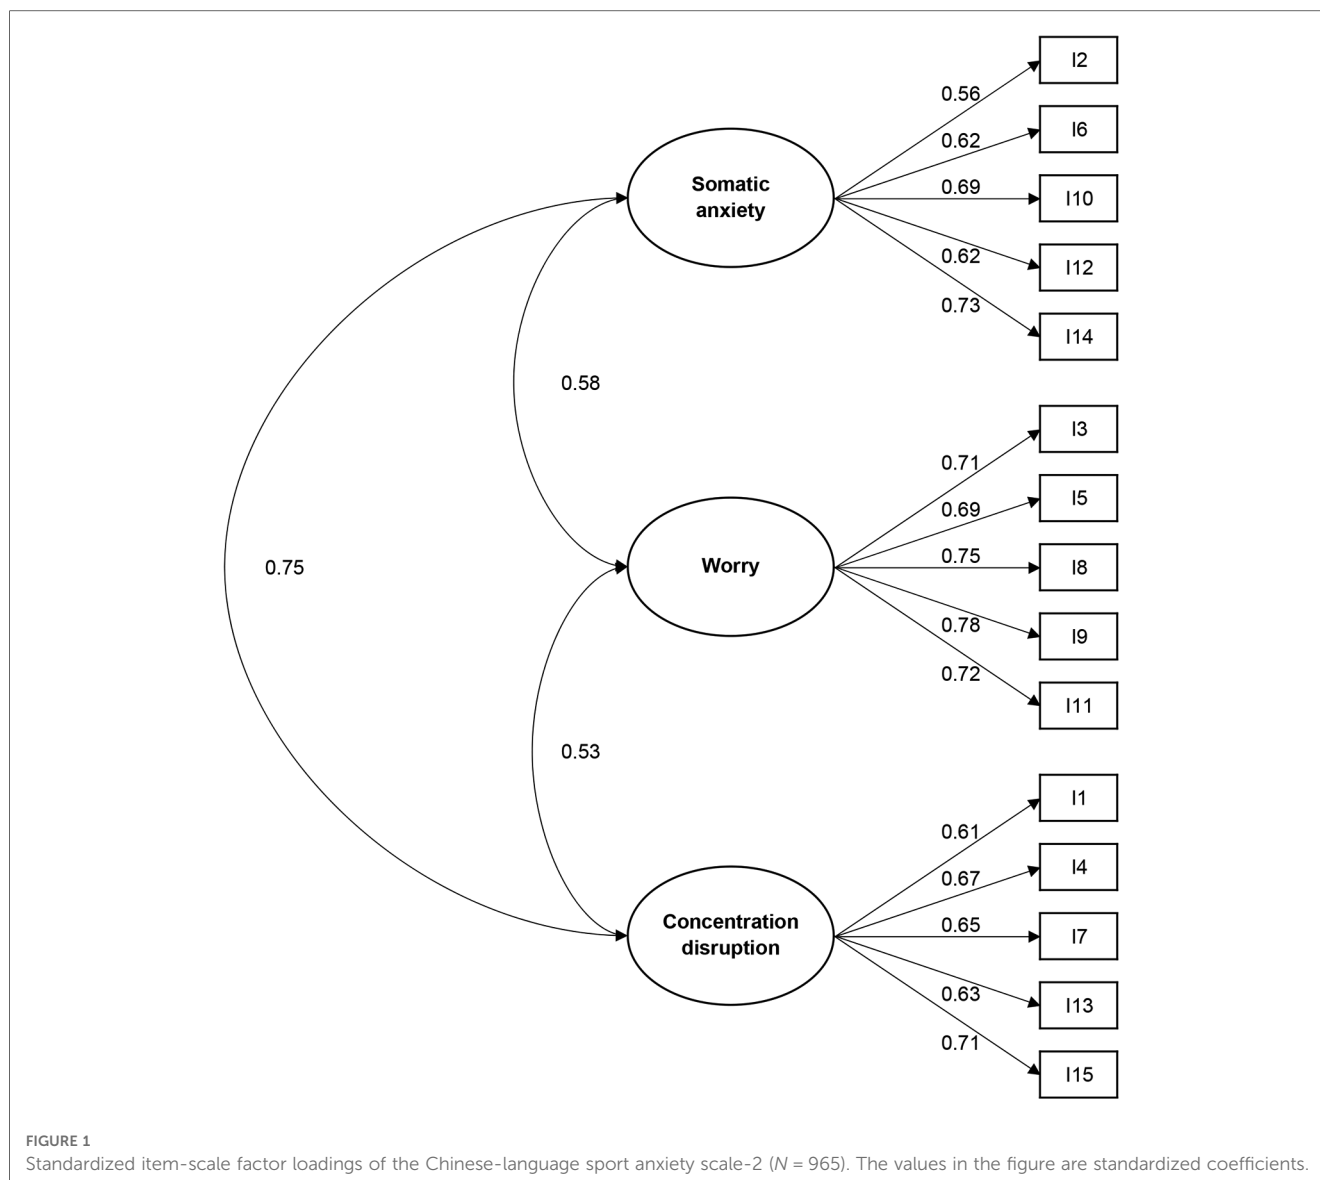 I2
0.56
I6
0.62
Somatic
anxiety
0.69
I10
0.62
I12
0.73
I14
0.58
I3
0.71
I5
0.69
Worry
0.75
I8
0.75
0.78
I9
0.72
I11
0.53
I1
0.61
I4
0.67
Concentration
disruption
0.65
I7
0.63
I13
0.71
I15
FIGURE 1
Standardized item-scale factor loadings of the Chinese-language sport anxiety scale-2 (N = 965). The values in the figure are standardized coefficients.